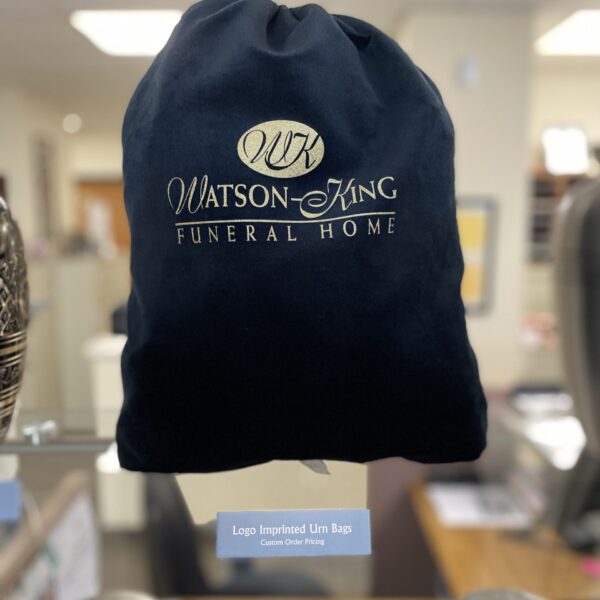 WK
WATSON-KING
FUNERAL HOME
Logo Imprinted Urn Bags
Custom Order Pricing